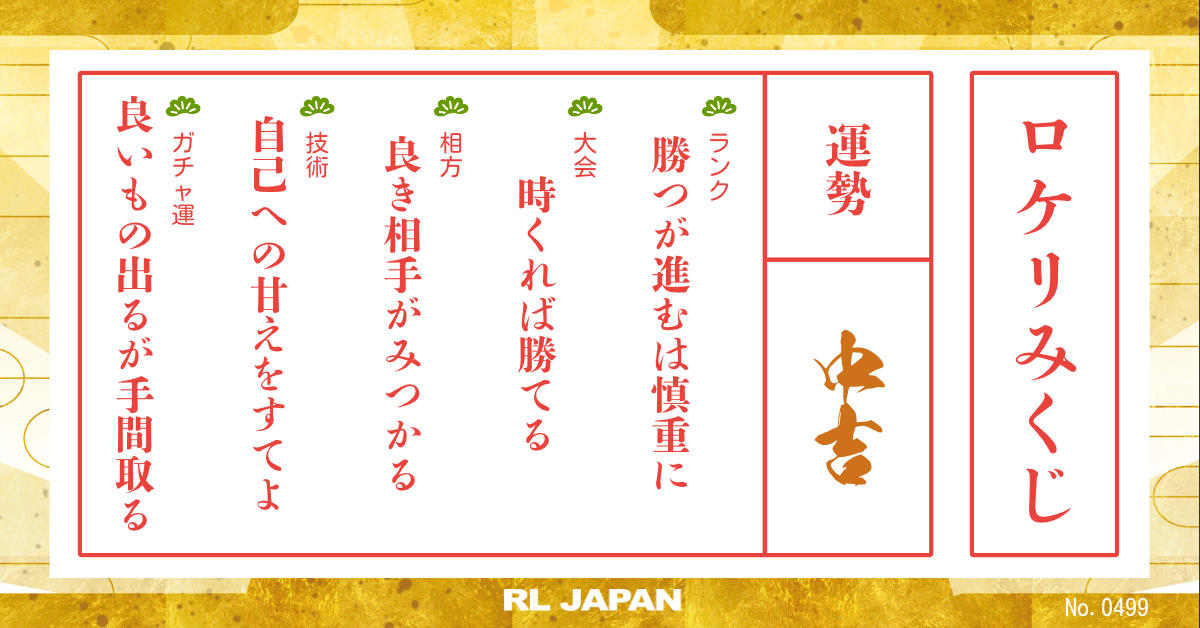 ロケリみくじ
運勢
中吉
ランク
勝つが進むは慎重に
大会
時くれば勝てる
相方
良き相手がみつかる
技術
自己への甘えをすてよ
ガチャ運
良いもの出るが手間取る
RL JAPAN
No. 0499